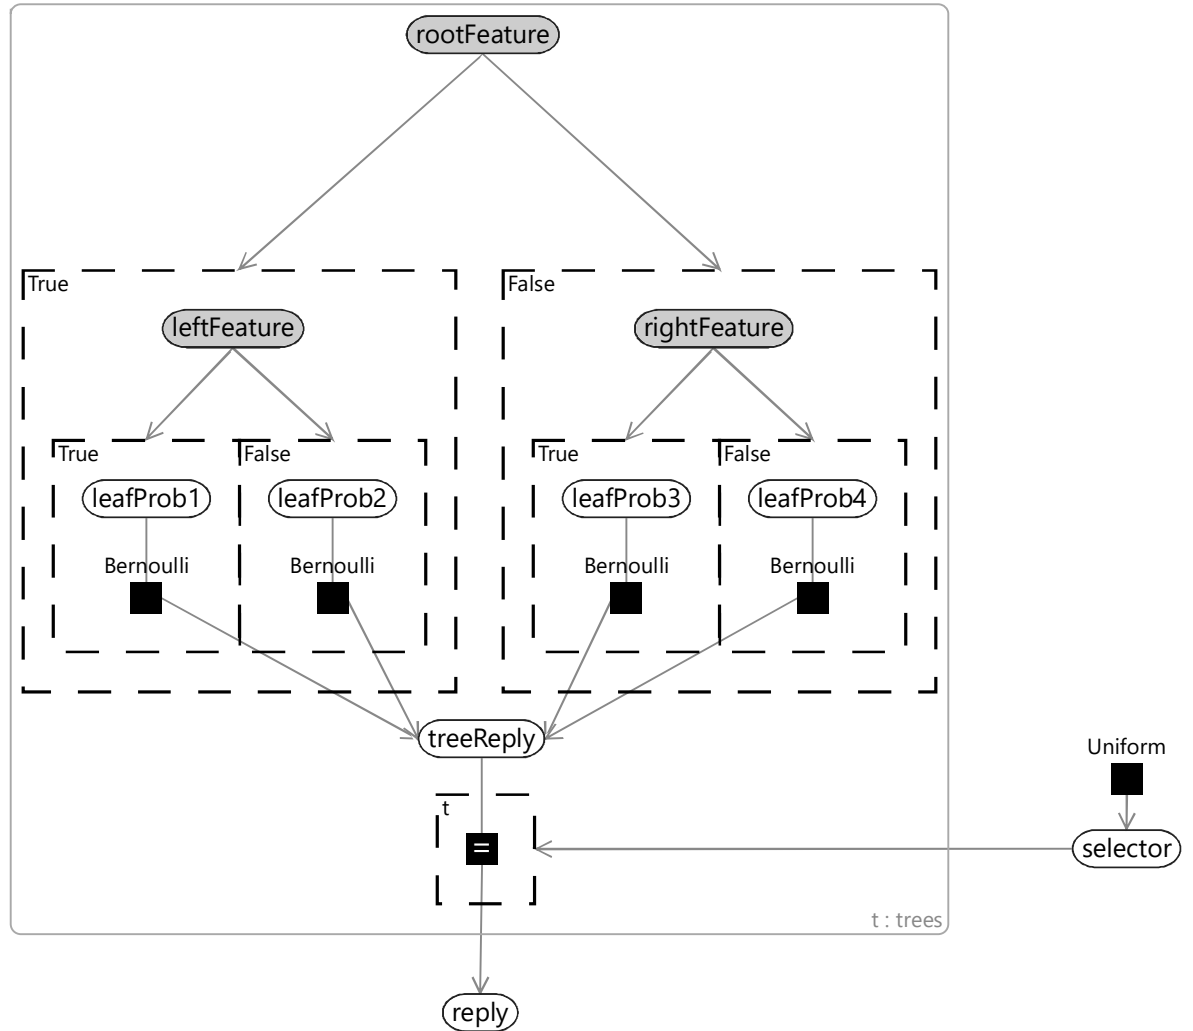 rootFeature
True
False
leftFeature
rightFeature
True
False
True
False
leafProb1
leafProb2
leafProb3
leafProb4
Bernoulli
Bernoulli
Bernoulli
Bernoulli
treeReply
Uniform
t
=
selector
t : trees
reply